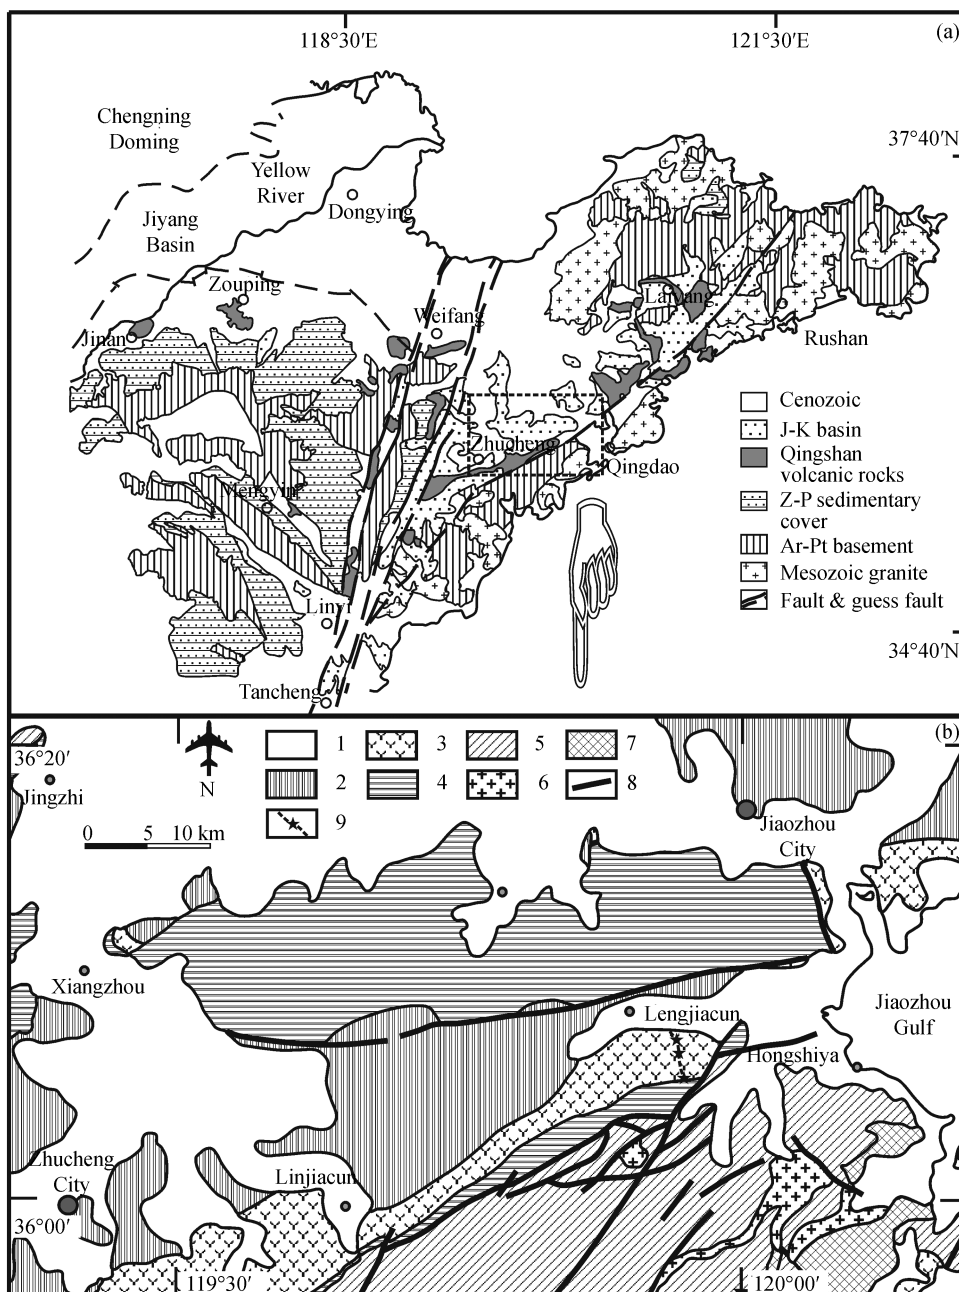 118°30′E
121°30′E
(a)
Chengning
Doming
37°40′N
Yellow
River
Dongying
Jiyang
Basin
Zouping
Laiyang
Weifang
Jinan
Rushan
Cenozoic
J-K basin
Zhucheng
Qingdao
Qingshan
volcanic rocks
Mengyin
Z-P sedimentary
cover
Ar-Pt basement
Mesozoic granite
Linyi
Fault & guess fault
34°40′N
Tancheng
(b)
36°20′
1
3
5
7
Jingzhi
N
2
4
6
8
9
0 5 10 km
Jiaozhou
City
Xiangzhou
Lengjiacun
Jiaozhou
Gulf
Hongshiya
Zhucheng
City
Linjiacun
36°00′
119°30′
120°00′